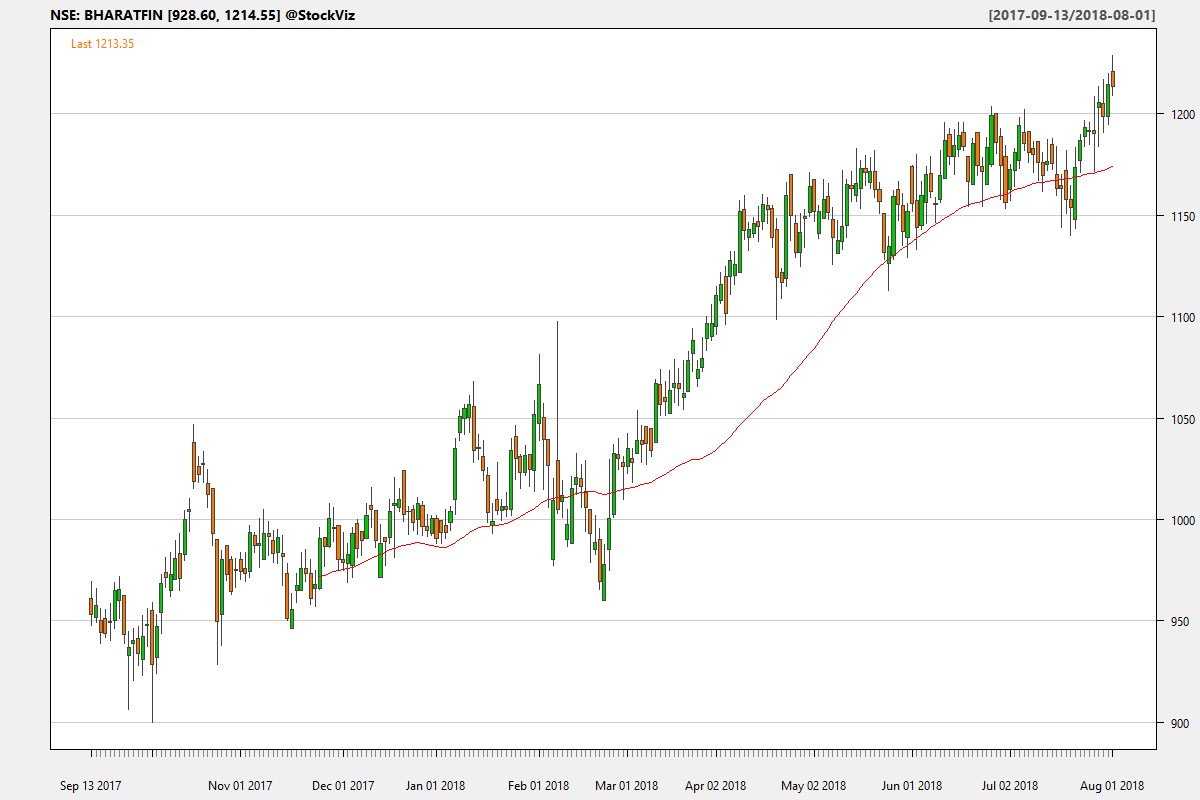 NSE: BHARATFIN [928.60, 1214.55] @StockViz
[2017-09-13/2018-08-01]
Last 1213.35
1200
1150
1100
1050
1000
950
900
Sep 13 2017
Nov 01 2017
Dec 01 2017
Jan 01 2018
Feb 01 2018
Mar 01 2018
Apr 02 2018
May 02 2018
Jun 01 2018
Jul 02 2018
Aug 01 2018